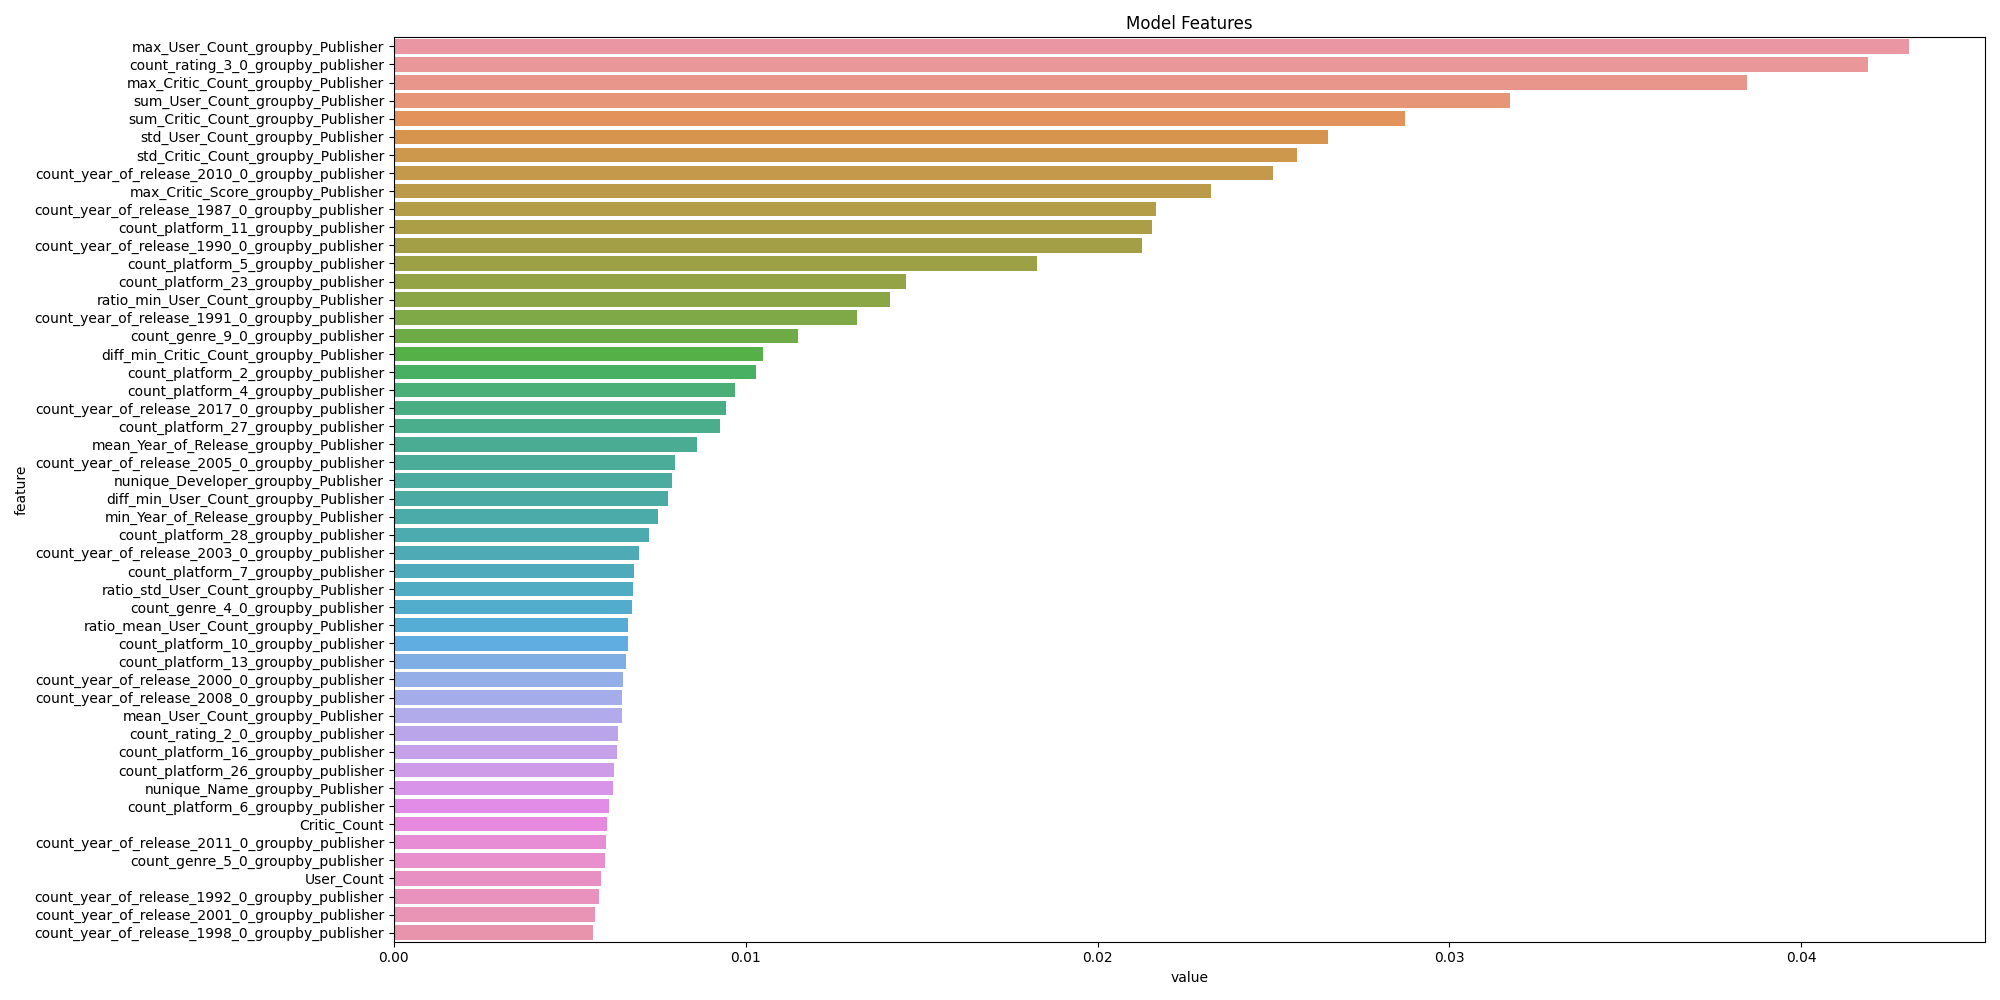 Model Features
max_User_Count_groupby_Publisher
count_rating_3_0_groupby_publisher
max_Critic_Count_groupby_Publisher
sum_User_Count_groupby_Publisher
sum_Critic_Count_groupby_Publisher
std_User_Count_groupby_Publisher
std_Critic_Count_groupby_Publisher
count_year_of_release_2010_0_groupby_publisher
max_Critic_Score_groupby_Publisher
count_year_of_release_1987_0_groupby_publisher
count_platform_11_groupby_publisher
count_year_of_release_1990_0_groupby_publisher
count_platform_5_groupby_publisher
count_platform_23_groupby_publisher
ratio_min_User_Count_groupby_Publisher
count_year_of_release_1991_0_groupby_publisher
count_genre_9_0_groupby_publisher
diff_min_Critic_Count_groupby_Publisher
count_platform_2_groupby_publisher
count_platform_4_groupby_publisher
count_year_of_release_2017_0_groupby_publisher
count_platform_27_groupby_publisher
mean_Year_of_Release_groupby_Publisher
count_year_of_release_2005_0_groupby_publisher
nunique_Developer_groupby_Publisher
diff_min_User_Count_groupby_Publisher
min_Year_of_Release_groupby_Publisher
count_platform_28_groupby_publisher
count_year_of_release_2003_0_groupby_publisher
count_platform_7_groupby_publisher
ratio_std_User_Count_groupby_Publisher
count_genre_4_0_groupby_publisher
ratio_mean_User_Count_groupby_Publisher
count_platform_10_groupby_publisher
count_platform_13_groupby_publisher
count_year_of_release_2000_0_groupby_publisher
count_year_of_release_2008_0_groupby_publisher
mean_User_Count_groupby_Publisher
count_rating_2_0_groupby_publisher
count_platform_16_groupby_publisher
count_platform_26_groupby_publisher
nunique_Name_groupby_Publisher
count_platform_6_groupby_publisher
Critic_Count
count_year_of_release_2011_0_groupby_publisher
count_genre_5_0_groupby_publisher
User_Count
count_year_of_release_1992_0_groupby_publisher
count_year_of_release_2001_0_groupby_publisher
count_year_of_release_1998_0_groupby_publisher
feature
0.00 0.01 0.02 0.03 0.04
value